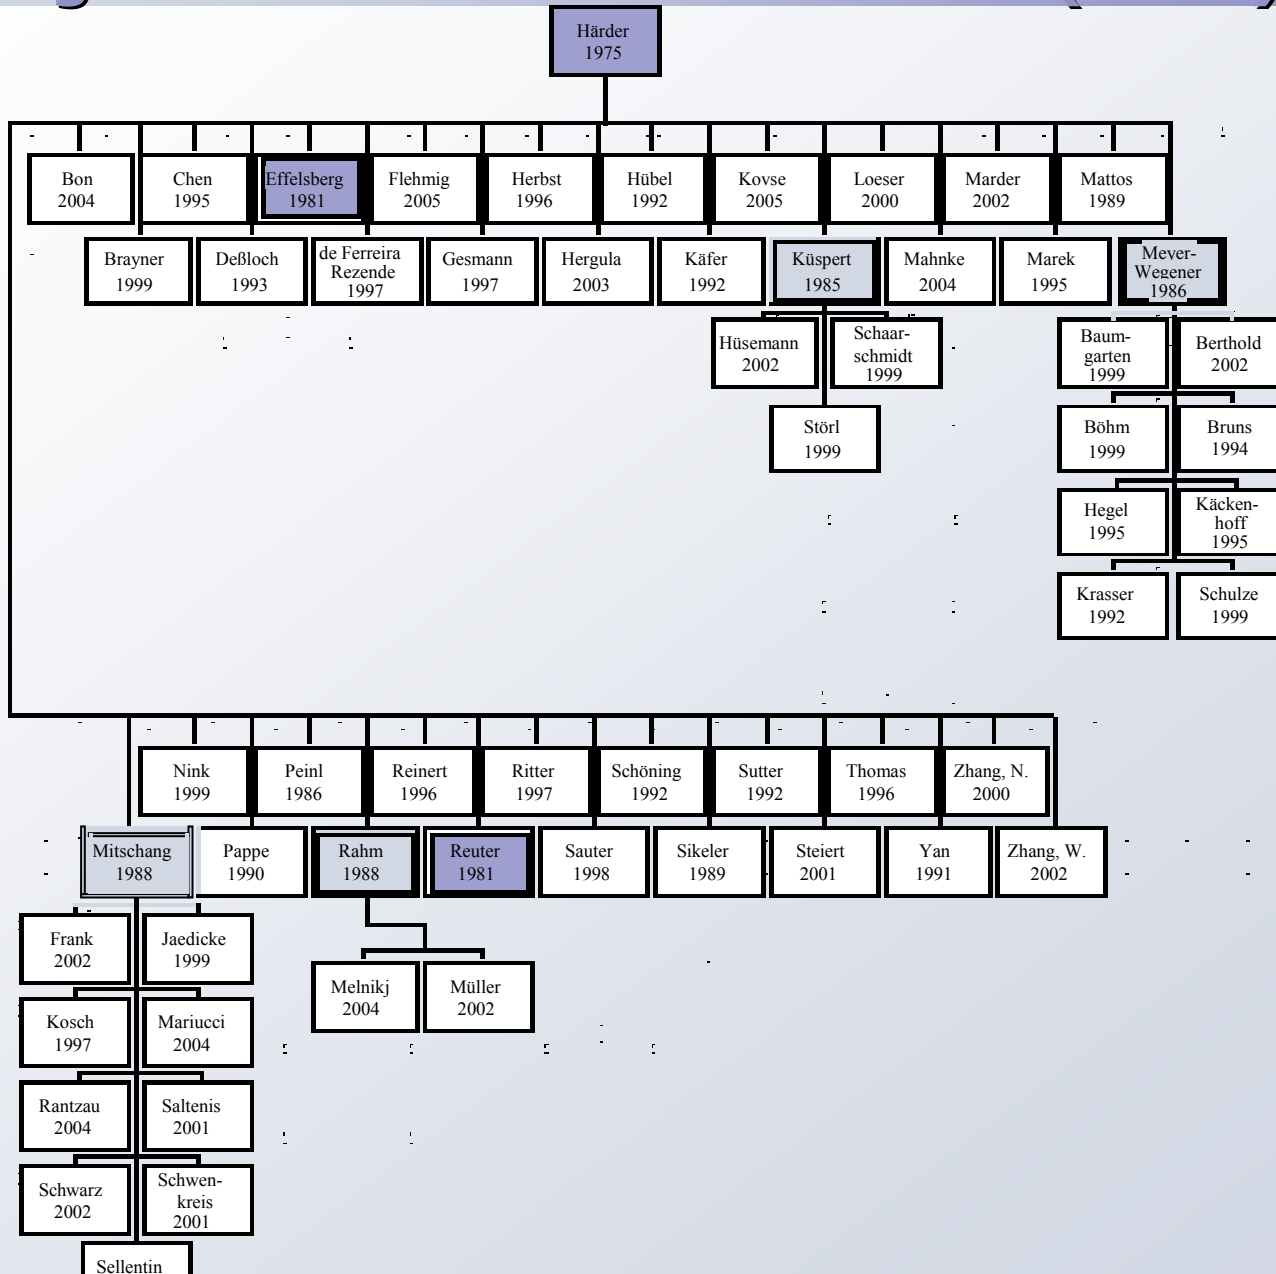 Härder
1975
Bon
2004
Chen
1995
Effelsberg
1981
Flehmig
2005
Herbst
1996
Hübel
1992
Kovse
2005
Loeser
2000
Marder
2002
Mattos
1989
Brayner
1999
Deßloch
1993
de Ferreira
Rezende
1997
Gesmann
1997
Hergula
2003
Käfer
1992
Küspert
1985
Mahnke
2004
Marek
1995
Meyer-
Wegener
1986
Hüsemann
2002
Schaar-
schmidt
1999
Störl
1999
Baum-
garten
1999
Berthold
2002
Böhm
1999
Bruns
1994
Hegel
1995
Käcken-
hoff
1995
Krasser
1992
Schulze
1999
Nink
1999
Peinl
1986
Reinert
1996
Ritter
1997
Schöning
1992
Sutter
1992
Thomas
1996
Zhang, N.
2000
Mitschang
1988
Pappe
1990
Rahm
1988
Reuter
1981
Sauter
1998
Sikeler
1989
Steiert
2001
Yan
1991
Zhang, W.
2002
Frank
2002
Jaedicke
1999
Kosch
1997
Mariucci
2004
Rantzau
2004
Saltenis
2001
Schwarz
2002
Schwen-
kreis
2001
Sellentin
Melnikj
2004
Müller
2002